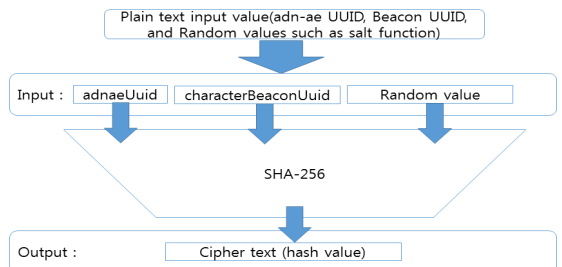 Plain text input value(adn-ae UUID, Beacon UUID,
and Random values such as salt function)
Input : adnaeUuid characterBeaconUuid Random value
SHA-256
Output : Cipher text (hash value)